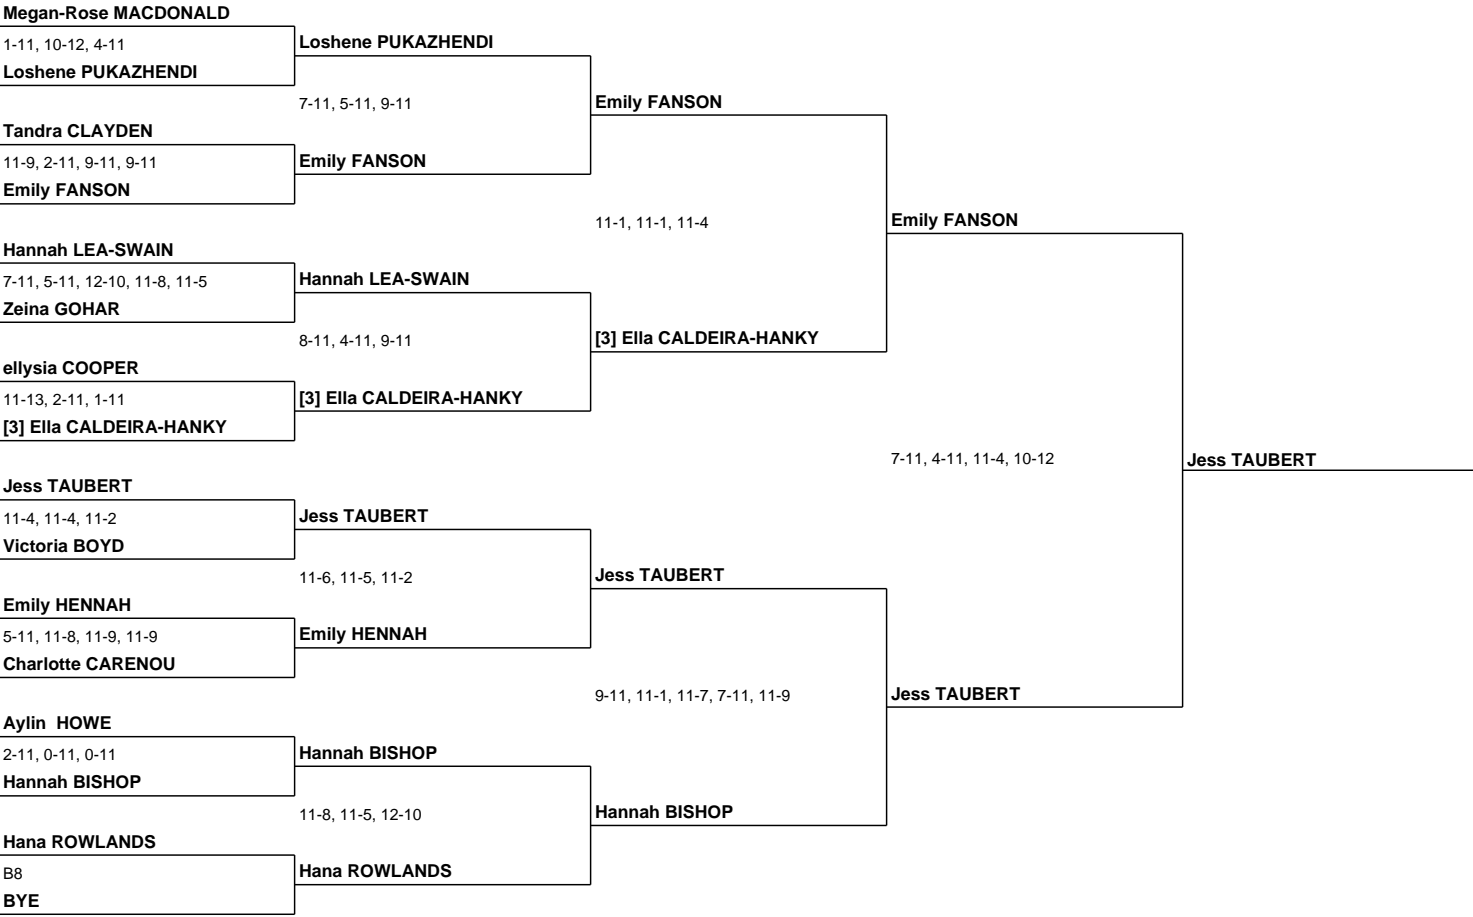 Megan-Rose MACDONALD
1-11, 10-12, 4-11
Loshene PUKAZHENDI
Tandra CLAYDEN
11-9, 2-11, 9-11, 9-11
Emily FANSON
Hannah LEA-SWAIN
7-11, 5-11, 12-10, 11-8, 11-5
Zeina GOHAR
ellysia COOPER
11-13, 2-11, 1-11
[3] Ella CALDEIRA-HANKY
Jess TAUBERT
11-4, 11-4, 11-2
Victoria BOYD
Emily HENNAH
5-11, 11-8, 11-9, 11-9
Charlotte CARENOU
Aylin  HOWE
2-11, 0-11, 0-11
Hannah BISHOP
Hana ROWLANDS
B8
BYE
Loshene PUKAZHENDI
7-11, 5-11, 9-11
Emily FANSON
Hannah LEA-SWAIN
8-11, 4-11, 9-11
[3] Ella CALDEIRA-HANKY
Jess TAUBERT
11-6, 11-5, 11-2
Emily HENNAH
Hannah BISHOP
11-8, 11-5, 12-10
Hana ROWLANDS
Emily FANSON
11-1, 11-1, 11-4
[3] Ella CALDEIRA-HANKY
Jess TAUBERT
9-11, 11-1, 11-7, 7-11, 11-9
Hannah BISHOP
Emily FANSON
7-11, 4-11, 11-4, 10-12
Jess TAUBERT
Jess TAUBERT